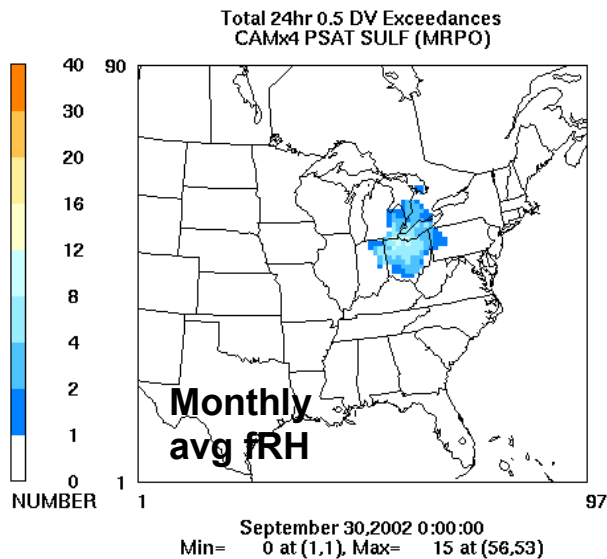 Total 24hr 0.5 DV Exceedances
CAMx4 PSAT SULF (MRPO)
40
30
20
16
12
8
4
2
1
0
NUMBER
90
1
1
97
Monthly
avg fRH
September 30,2002 0:00:00
Min= 0 at (1,1), Max= 15 at (56,53)